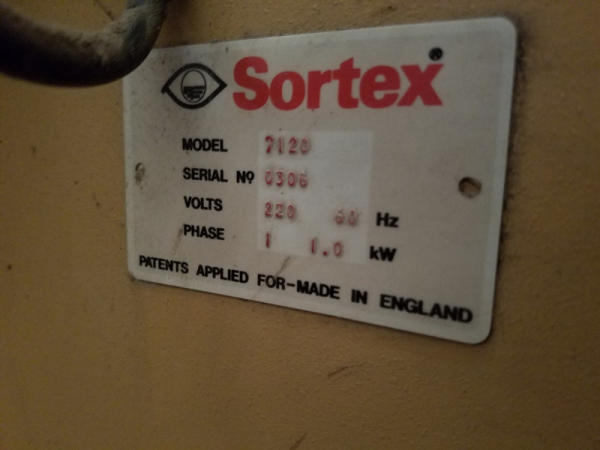 Sortex®
MODEL 7120
SERIAL Nº 0306
VOLTS 220 60 Hz
PHASE 1 1.0 kW
PATENTS APPLIED FOR-MADE IN ENGLAND